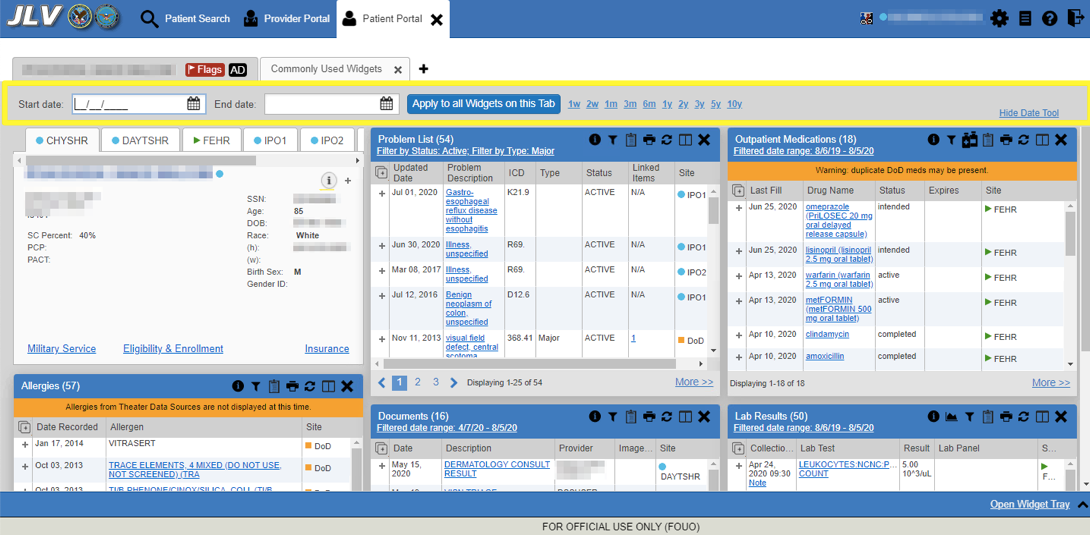 JLV Patient Search Provider Portal Patient Portal
Flags AD Commonly Used Widgets
Start date: __/__/____ End date: Apply to all Widgets on this Tab 1w 2w 1m 3m 6m 1y 2y 3y 5y 10y
Hide Date Tool
CHYSHR DAYTSHR FEHR IPO1 IPO2
SSN:
Age: 85
DOB:
SC Percent: 40% Race: White
PCP: (h):
PACT: (w):
Birth Sex: M
Gender ID:
Military Service Eligibility & Enrollment Insurance
Allergies (57)
Allergies from Theater Data Sources are not displayed at this time.
Date Recorded Allergen Site
Jan 17, 2014 VITRASERT DoD
Oct 03, 2013 TRACE ELEMENTS, 4 MIXED (DO NOT USE,
NOT SCREENED) (TRA DoD
Oct 03, 2013
Problem List (54)
Filter by Status: Active; Filter by Type: Major
Updated Problem ICD Type Status Linked Site
Date Description Items
Jul 01, 2020 Gastro- K21.9 ACTIVE N/A IPO1
esophageal
reflux disease
without
esophagitis
Jun 30, 2020 Illness, R69. ACTIVE N/A IPO1
unspecified
Mar 08, 2017 Illness, R69. ACTIVE N/A IPO2
unspecified
Jul 12, 2016 Benign D12.6 ACTIVE N/A IPO1
neoplasm of
colon,
unspecified
Nov 11, 2013 visual field 368.41 Major ACTIVE 1 DoD
defect, central
scotoma
1 2 3 Displaying 1-25 of 54 More >>
Outpatient Medications (18)
Filtered date range: 8/6/19 - 8/5/20
Warning: duplicate DoD meds may be present.
Last Fill Drug Name Status Expires Site
Jun 25, 2020 omeprazole intended FEHR
(PriLOSEC 20 mg
oral delayed
release capsule)
Jun 25, 2020 lisinopril (lisinopril intended FEHR
2.5 mg oral tablet)
Apr 13, 2020 warfarin (warfarin active FEHR
2.5 mg oral tablet)
Apr 13, 2020 metFORMIN active FEHR
(metFORMIN 500
mg oral tablet)
Apr 10, 2020 clindamycin completed FEHR
Apr 10, 2020 amoxicillin completed FEHR
Displaying 1-18 of 18 More >>
Documents (16)
Filtered date range: 4/7/20 - 8/5/20
Date Description Provider Image... Site
May 15, DERMATOLOGY CONSULT
2020 RESULT DAYTSHR
Lab Results (50)
Filtered date range: 8/6/19 - 8/5/20
Collectio... Lab Test Result Lab Panel S...
Apr 24, LEUKOCYTES:NCNC:P... 5.00
2020 09:30 COUNT 10^3/uL F...
Note
Open Widget Tray
FOR OFFICIAL USE ONLY (FOUO)